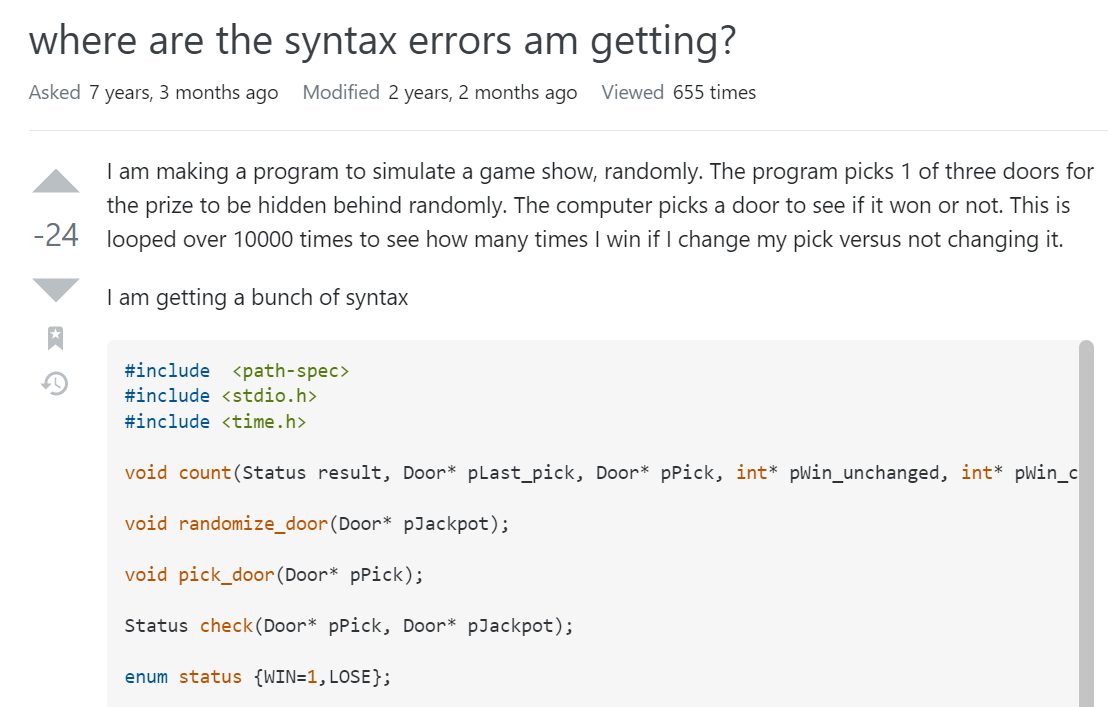 where are the syntax errors am getting?
Asked 7 years, 3 months ago Modified 2 years, 2 months ago Viewed 655 times
I am making a program to simulate a game show, randomly. The program picks 1 of three doors for
the prize to be hidden behind randomly. The computer picks a door to see if it won or not. This is
-24
looped over 10000 times to see how many times I win if I change my pick versus not changing it.
I am getting a bunch of syntax
#include  <path-spec>
#include <stdio.h>
#include <time.h>
void count(Status result, Door* pLast_pick, Door* pPick, int* pWin_unchanged, int* pWin_c
void randomize_door(Door* pJackpot);
void pick_door(Door* pPick);
Status check(Door* pPick, Door* pJackpot);
enum status {WIN=1,LOSE};